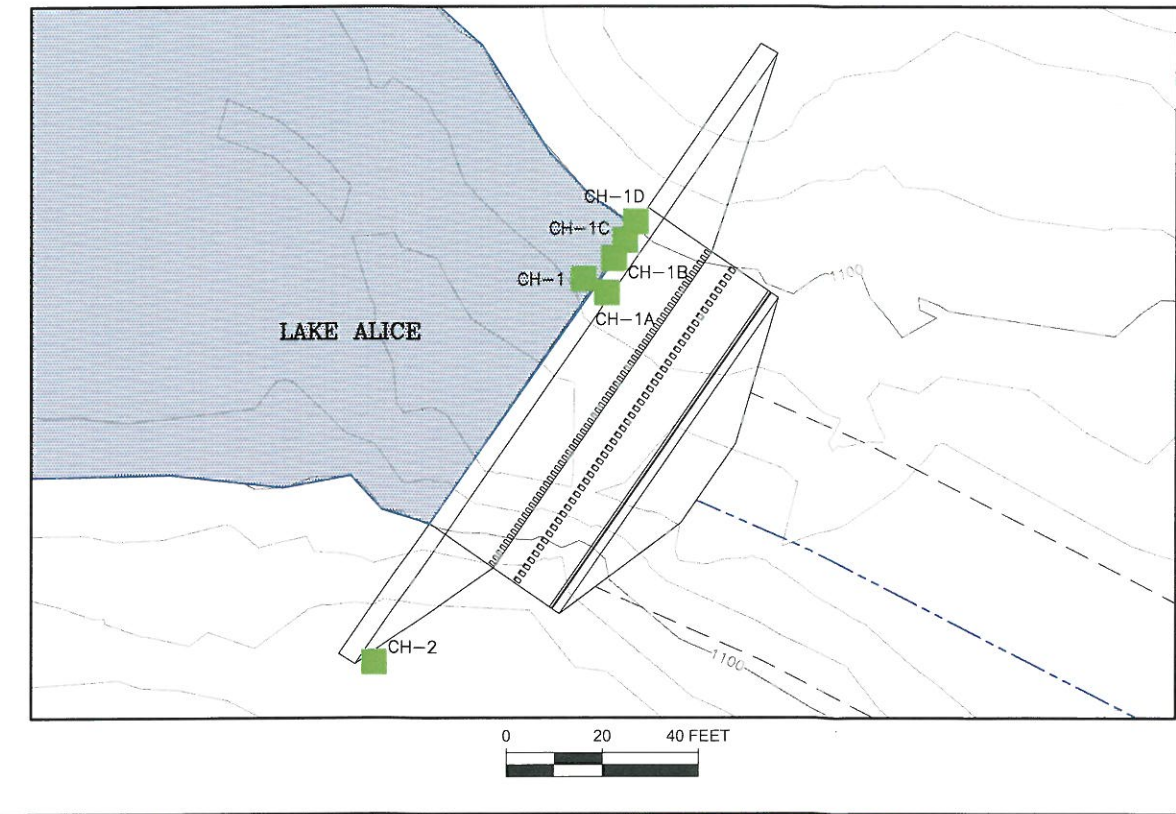 CH-1D
CH-1C
CH-1
CH-1B
1100
CH-1A
LAKE ALICE
CH-2
1100
0 20 40 FEET